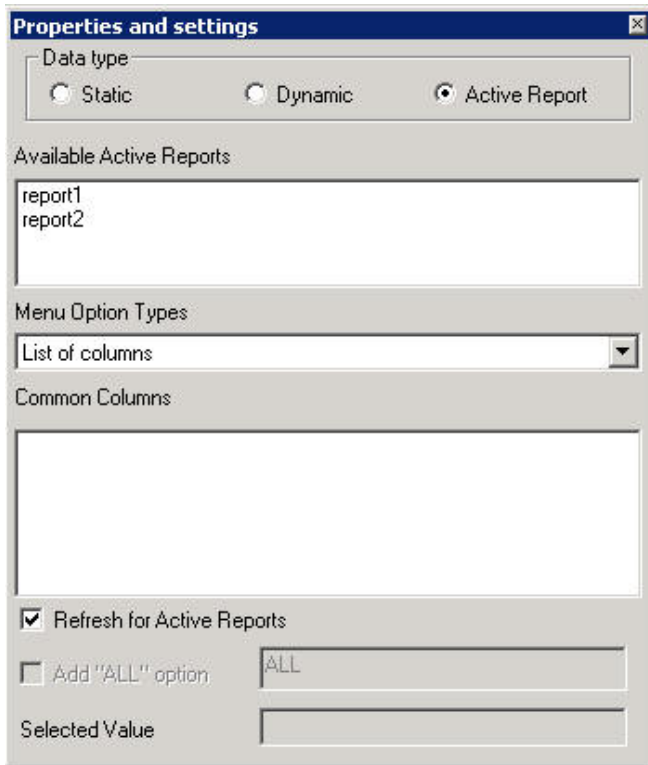 Properties and settings
Data type
Static Dynamic Active Report
Available Active Reports
report1
report2
Menu Option Types
List of columns
Common Columns
Refresh for Active Reports
Add "ALL" option ALL
Selected Value